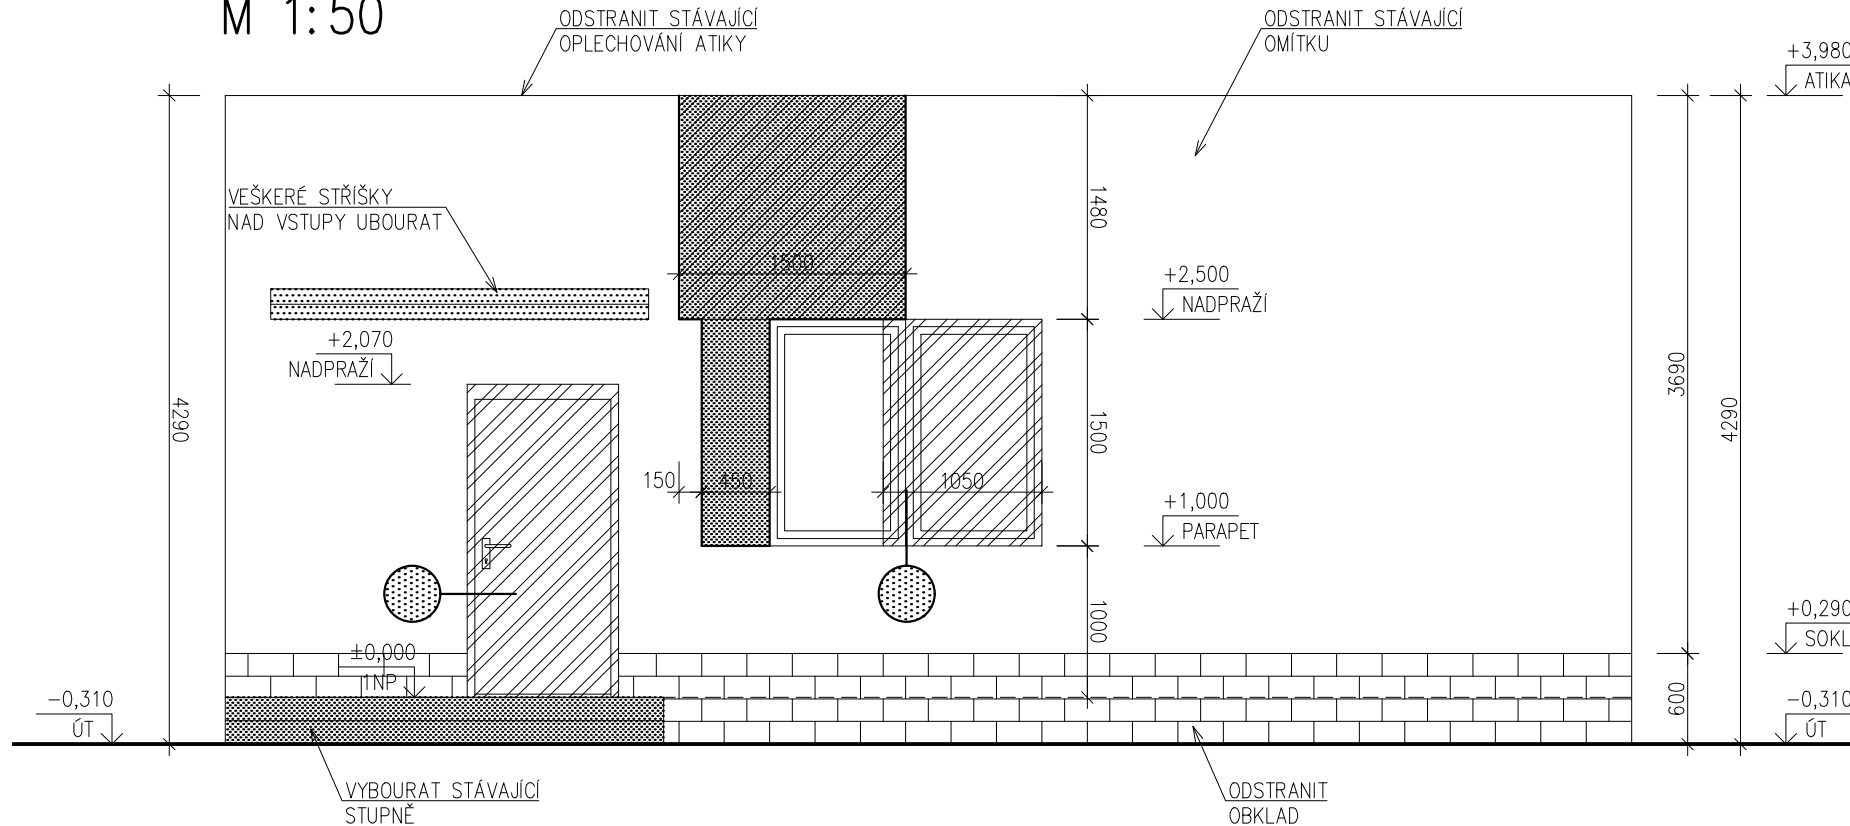 M 1:50
ODSTRANIT STÁVAJÍCÍ
OPLECHOVÁNÍ ATIKY
ODSTRANIT STÁVAJÍCÍ
OMÍTKU
+3,980
ATIKA
VEŠKERÉ STŘÍŠKY
NAD VSTUPY UBOURAT
1480
1500
+2,500
NADPRAŽÍ
+2,070
NADPRAŽÍ
4290
1500
3690
4290
150
450
1050
+1,000
PARAPET
1000
+0,290
SOKL
±0,000
1NP
600
-0,310
ÚT
-0,310
ÚT
VYBOURAT STÁVAJÍCÍ
STUPNĚ
ODSTRANIT
OBKLAD